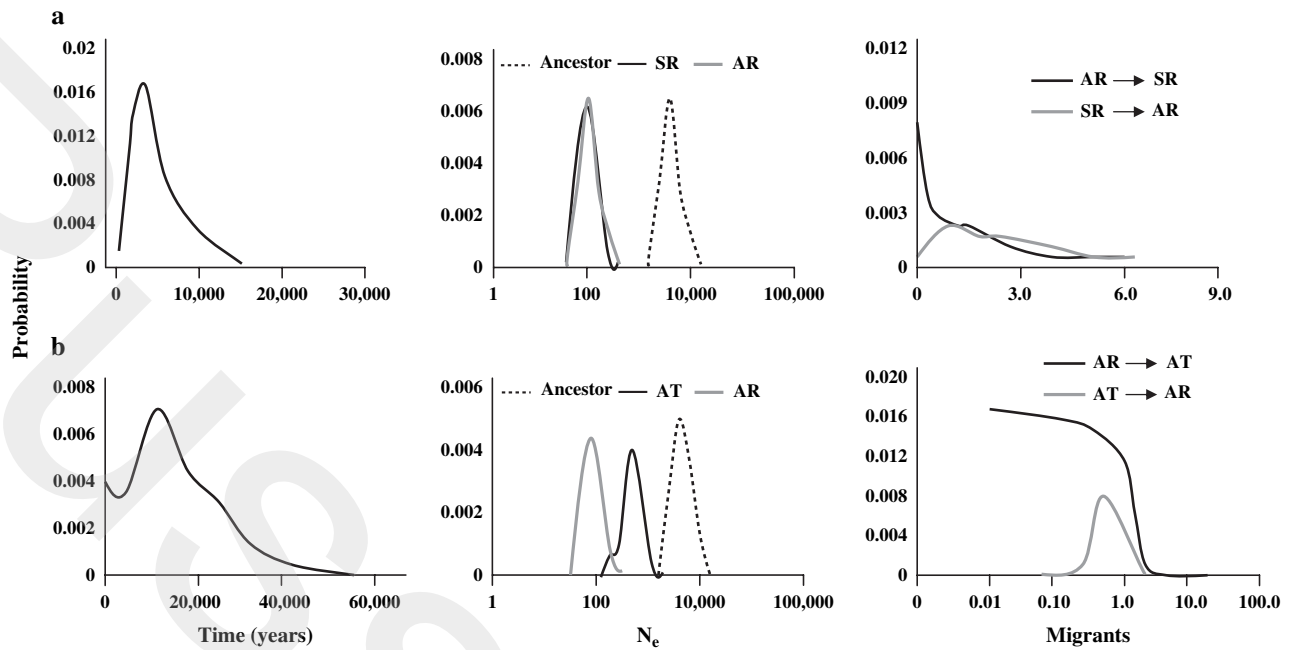 a
0.02
0.016
0.012
0.008
0.004
0
0 10,000 20,000 30,000
0.008
0.006
0.004
0.002
0
Ancestor SR AR
1 100 10,000 100,000
0.012
0.009
0.006
0.003
0
AR → SR
SR → AR
0 3.0 6.0 9.0
Probability
b
0.008
0.006
0.004
0.002
0
0 20,000 40,000 60,000
Time (years)
0.006
0.004
0.002
0
Ancestor AT AR
1 100 10,000 100,000
Ne
0.020
0.016
0.012
0.008
0.004
0
AR → AT
AT → AR
0 0.01 0.10 1.0 10.0 100.0
Migrants